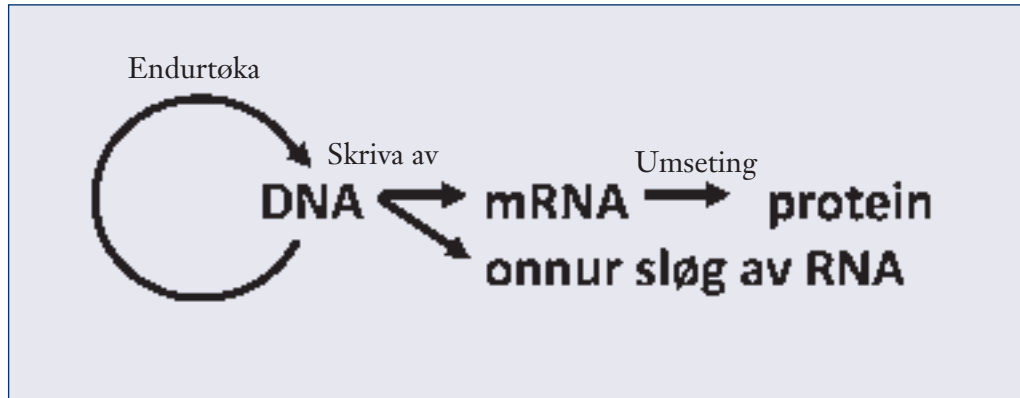 Endurtøka
Skriva av
Umseting
DNA
mRNA
protein
onnur sløg av RNA